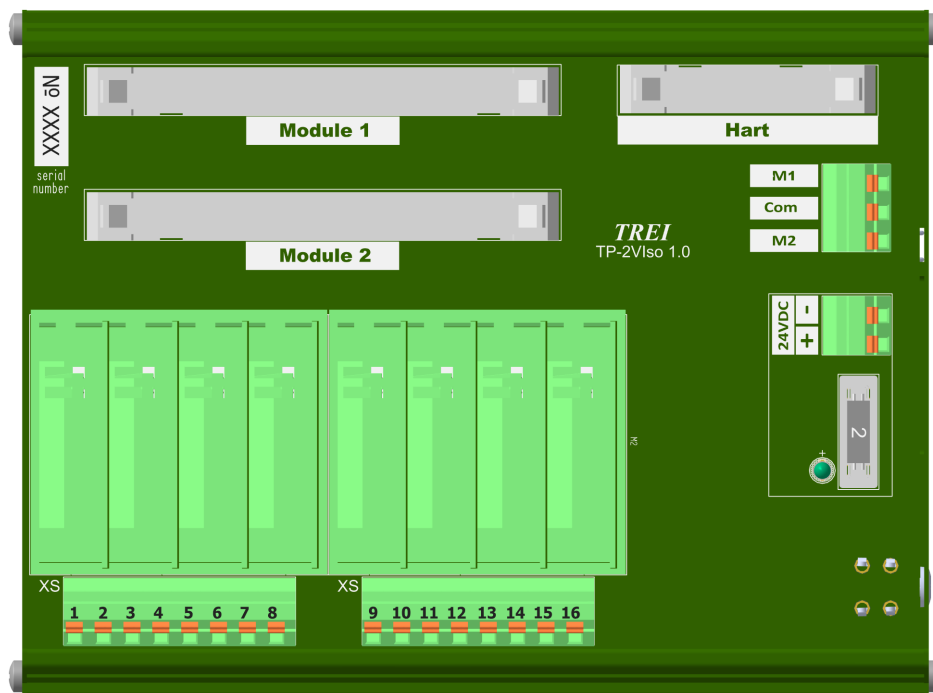 № XXXX
serial
number
Module 1
Hart
M1
Com
M2
Module 2
TREI
TP-2VIso 1.0
24VDC
-
+
2
+
M2
XS
1 2 3 4 5 6 7 8
XS
9 10 11 12 13 14 15 16